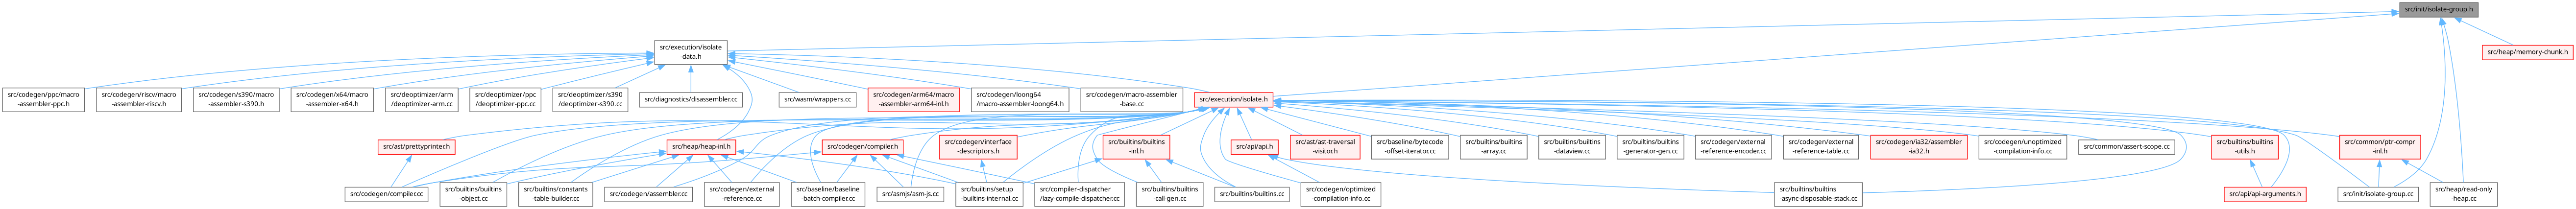 src/init/isolate-group.h
src/execution/isolate
-data.h
src/heap/memory-chunk.h
src/codegen/ppc/macro
-assembler-ppc.h
src/codegen/riscv/macro
-assembler-riscv.h
src/codegen/s390/macro
-assembler-s390.h
src/codegen/x64/macro
-assembler-x64.h
src/deoptimizer/arm
/deoptimizer-arm.cc
src/deoptimizer/ppc
/deoptimizer-ppc.cc
src/deoptimizer/s390
/deoptimizer-s390.cc
src/diagnostics/disassembler.cc
src/wasm/wrappers.cc
src/codegen/arm64/macro
-assembler-arm64-inl.h
src/codegen/loong64
/macro-assembler-loong64.h
src/codegen/macro-assembler
-base.cc
src/execution/isolate.h
src/ast/prettyprinter.h
src/heap/heap-inl.h
src/codegen/compiler.h
src/codegen/interface
-descriptors.h
src/builtins/builtins
-inl.h
src/api/api.h
src/ast/ast-traversal
-visitor.h
src/baseline/bytecode
-offset-iterator.cc
src/builtins/builtins
-array.cc
src/builtins/builtins
-dataview.cc
src/builtins/builtins
-generator-gen.cc
src/codegen/external
-reference-encoder.cc
src/codegen/external
-reference-table.cc
src/codegen/ia32/assembler
-ia32.h
src/codegen/unoptimized
-compilation-info.cc
src/common/assert-scope.cc
src/builtins/builtins
-utils.h
src/common/ptr-compr
-inl.h
src/codegen/compiler.cc
src/builtins/builtins
-object.cc
src/builtins/constants
-table-builder.cc
src/codegen/assembler.cc
src/codegen/external
-reference.cc
src/baseline/baseline
-batch-compiler.cc
src/asmjs/asm-js.cc
src/builtins/setup
-builtins-internal.cc
src/compiler-dispatcher
/lazy-compile-dispatcher.cc
src/builtins/builtins
-call-gen.cc
src/builtins/builtins.cc
src/codegen/optimized
-compilation-info.cc
src/builtins/builtins
-async-disposable-stack.cc
src/api/api-arguments.h
src/init/isolate-group.cc
src/heap/read-only
-heap.cc